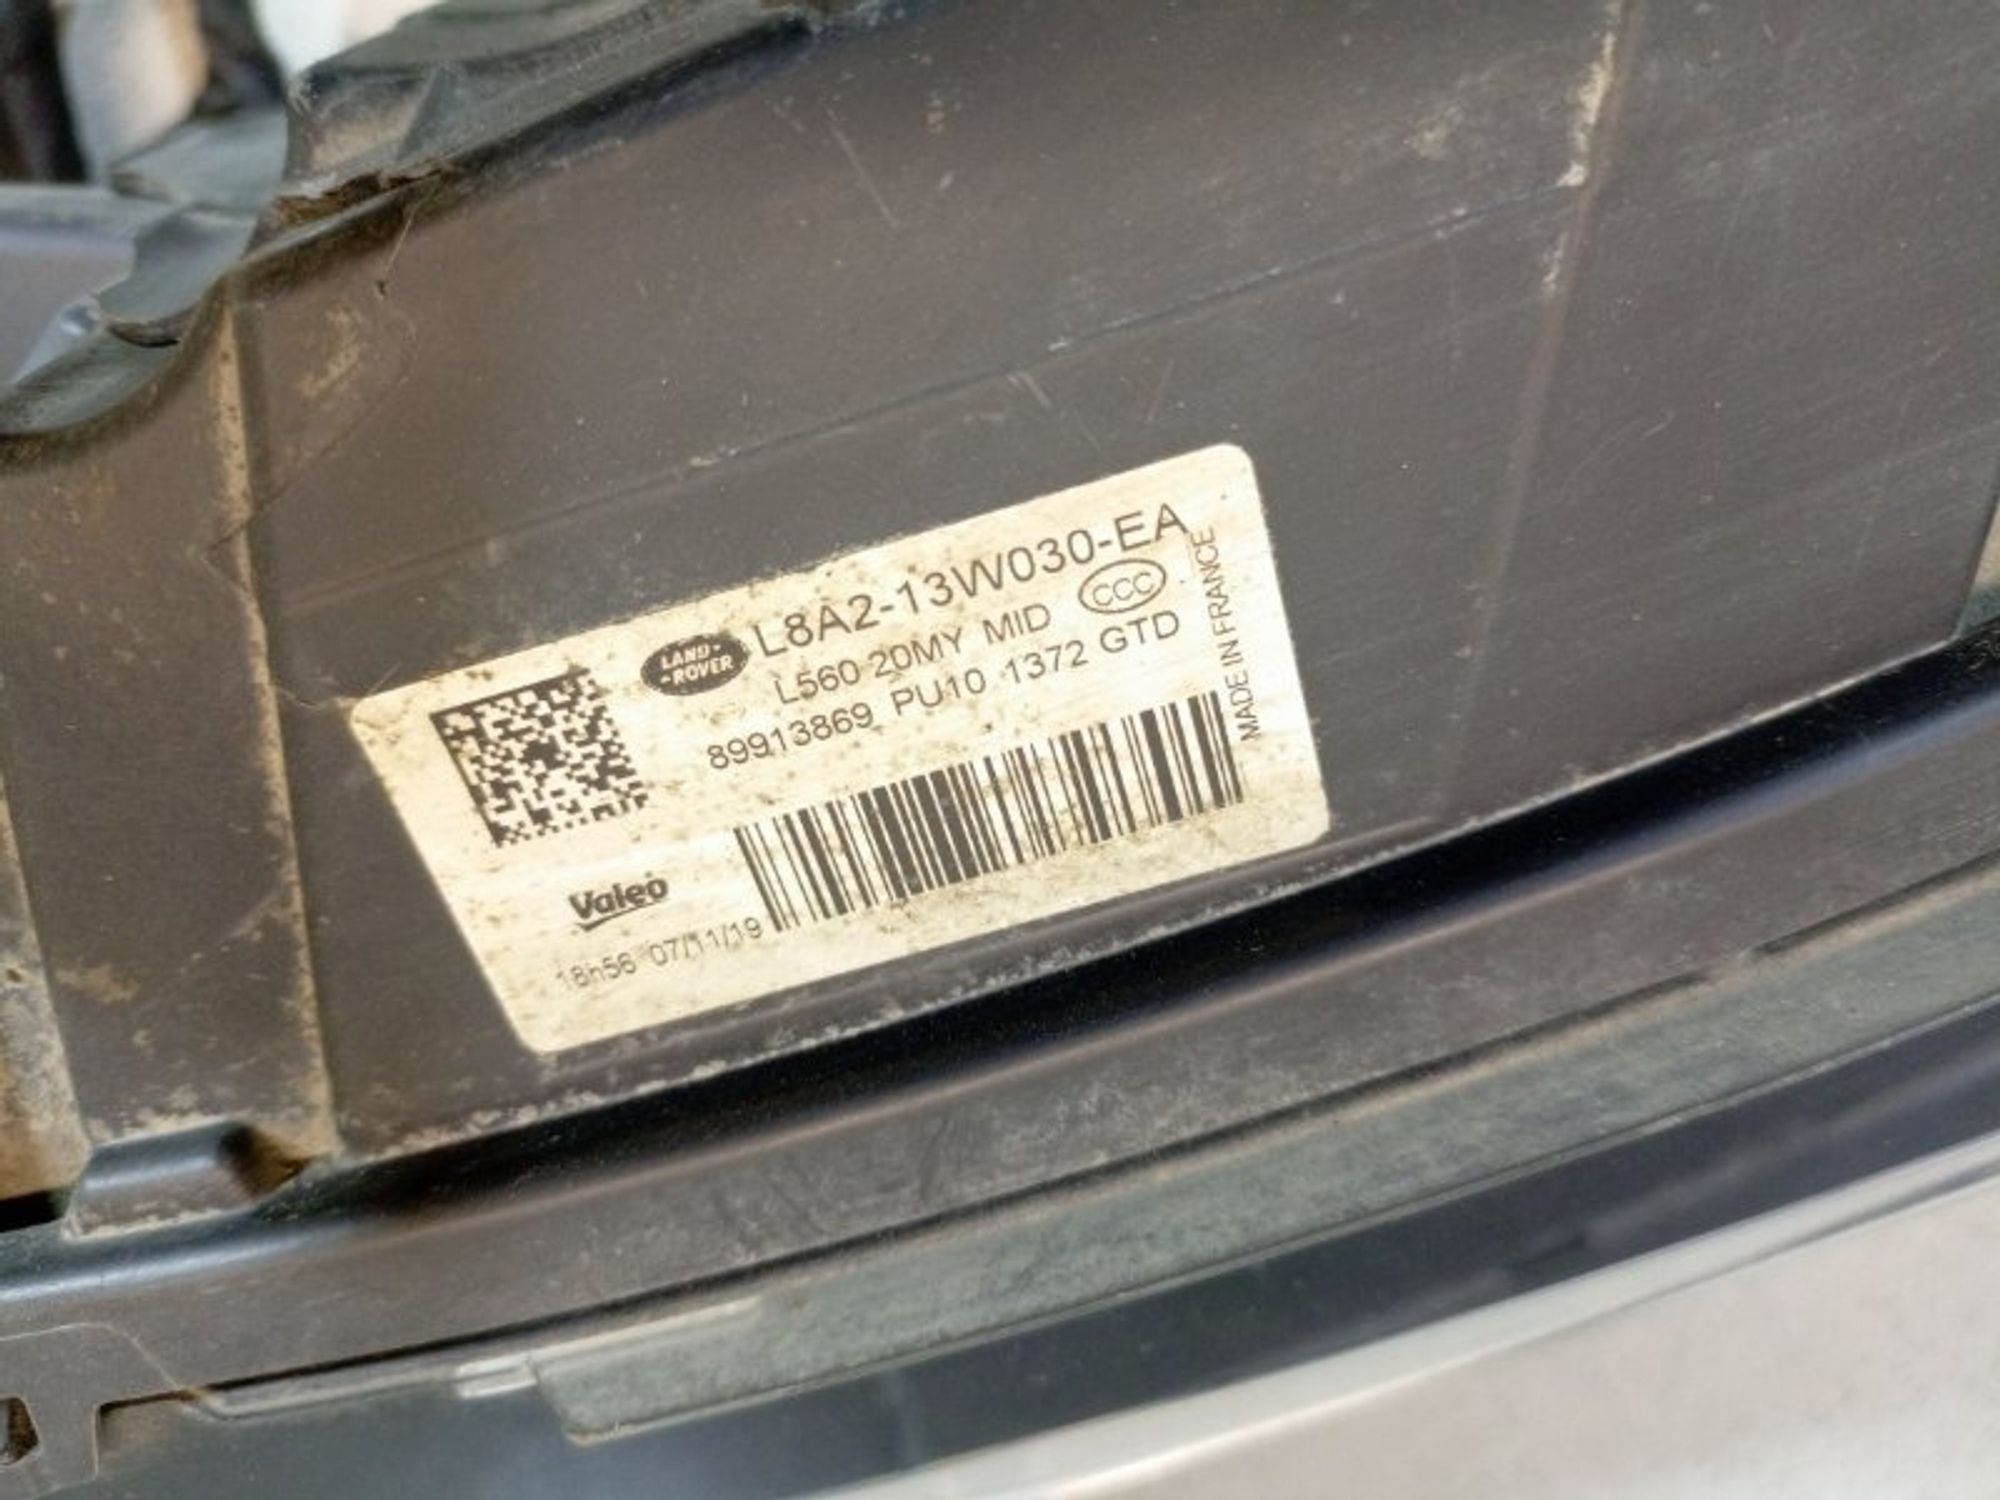 LAND-
-ROVER
L8A2-13W030-EA
L560 20MY MID
CCC
89913869 PU10 1372 GTD
MADE IN FRANCE
Valeo
18h56 07/11/19